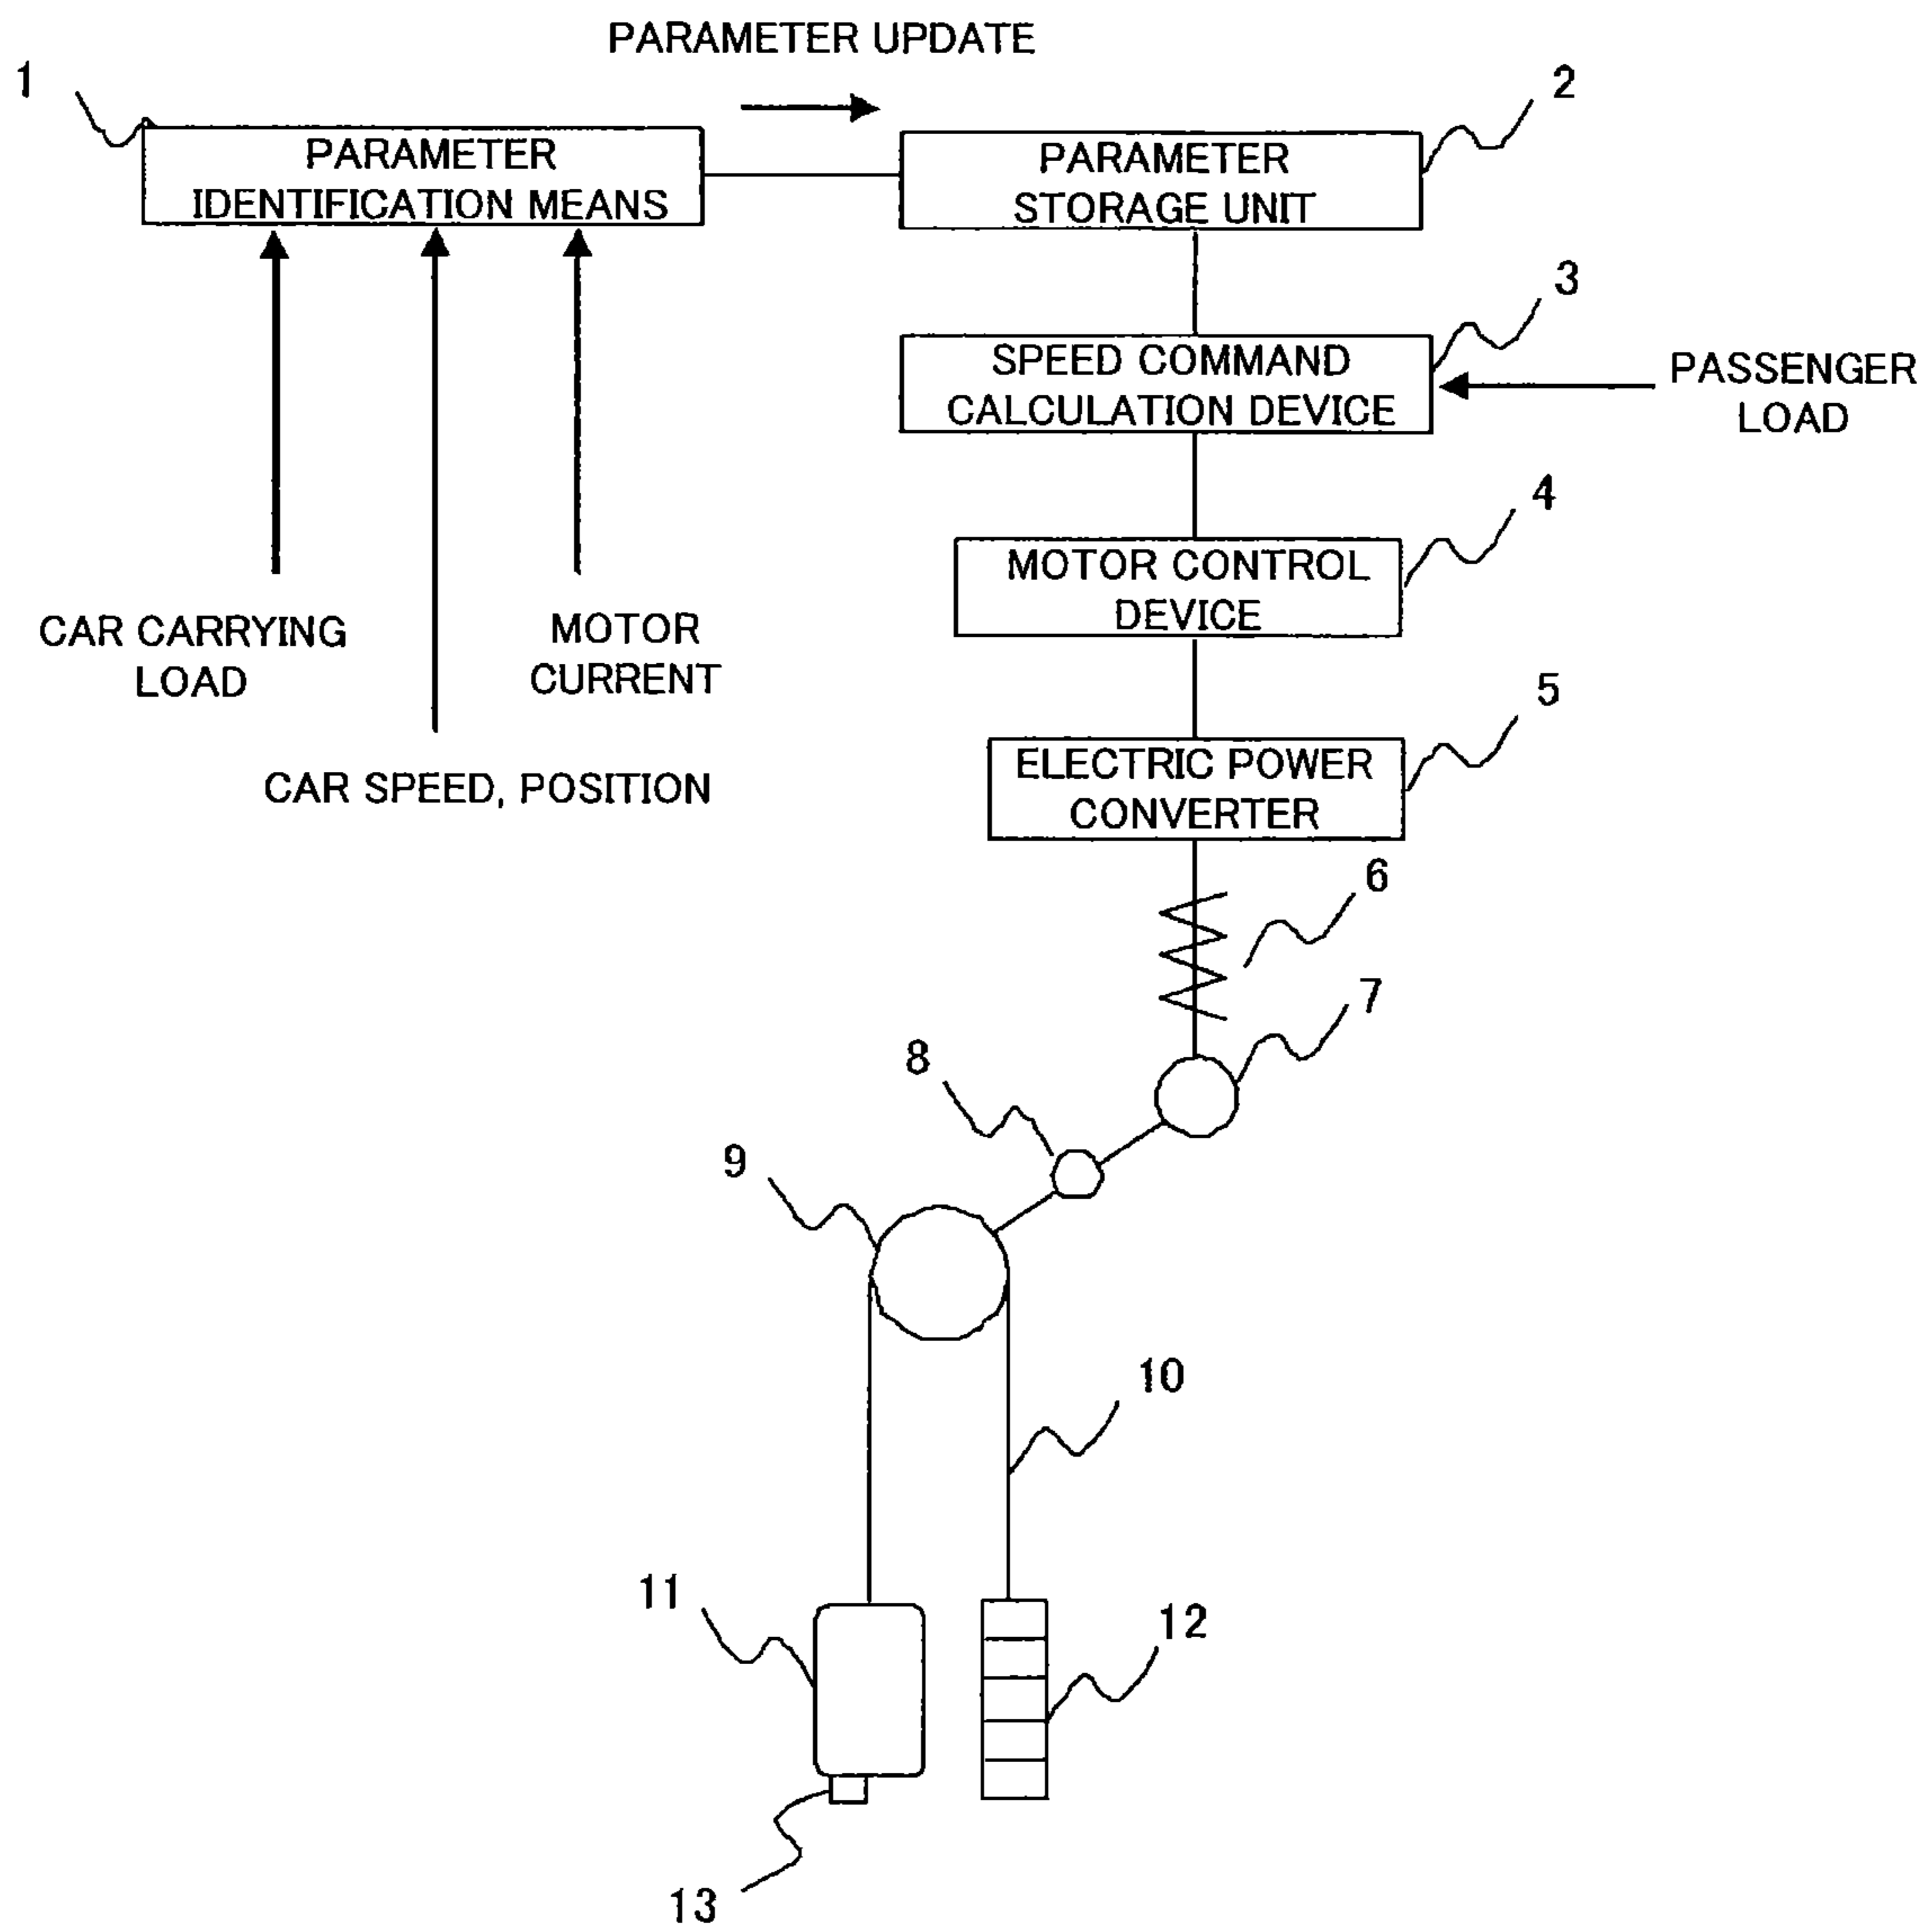 PARAMETER UPDATE
1
2
PARAMETER
IDENTIFICATION MEANS
PARAMETER
STORAGE UNIT
3
SPEED COMMAND
CALCULATION DEVICE
PASSENGER
LOAD
4
MOTOR CONTROL
DEVICE
CAR CARRYING
LOAD
MOTOR
CURRENT
5
CAR SPEED, POSITION
ELECTRIC POWER
CONVERTER
6
7
8
9
10
11
12
13